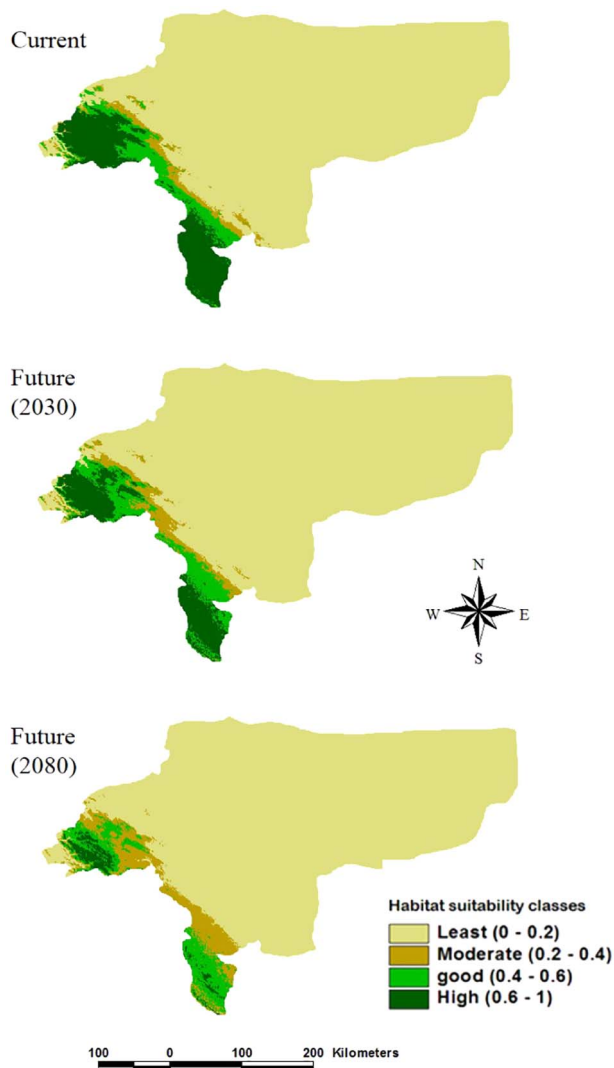 Current
Future
(2030)
N
W E
S
Future
(2080)
Habitat suitability classes
Least (0 - 0.2)
Moderate (0.2 - 0.4)
good (0.4 - 0.6)
High (0.6 - 1)
100 0 100 200 Kilometers